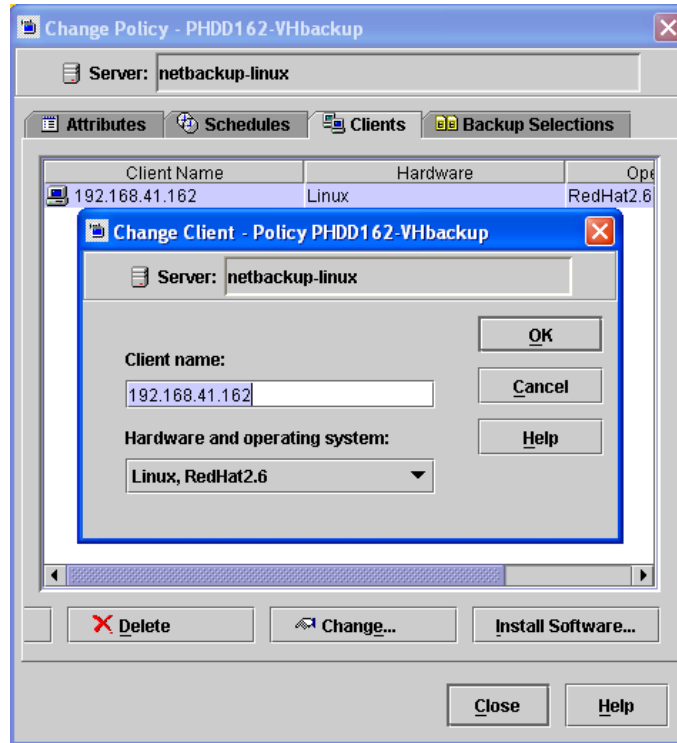 Change Policy - PHDD162-VHbackup
Server: netbackup-linux
Attributes Schedules Clients Backup Selections
Client Name Hardware Ope
192.168.41.162 Linux RedHat2.6
Change Client - Policy PHDD162-VHbackup
Server: netbackup-linux
OK
Client name:
192.168.41.162
Cancel
Hardware and operating system:
Help
Linux, RedHat2.6
Delete Change... Install Software...
Close Help